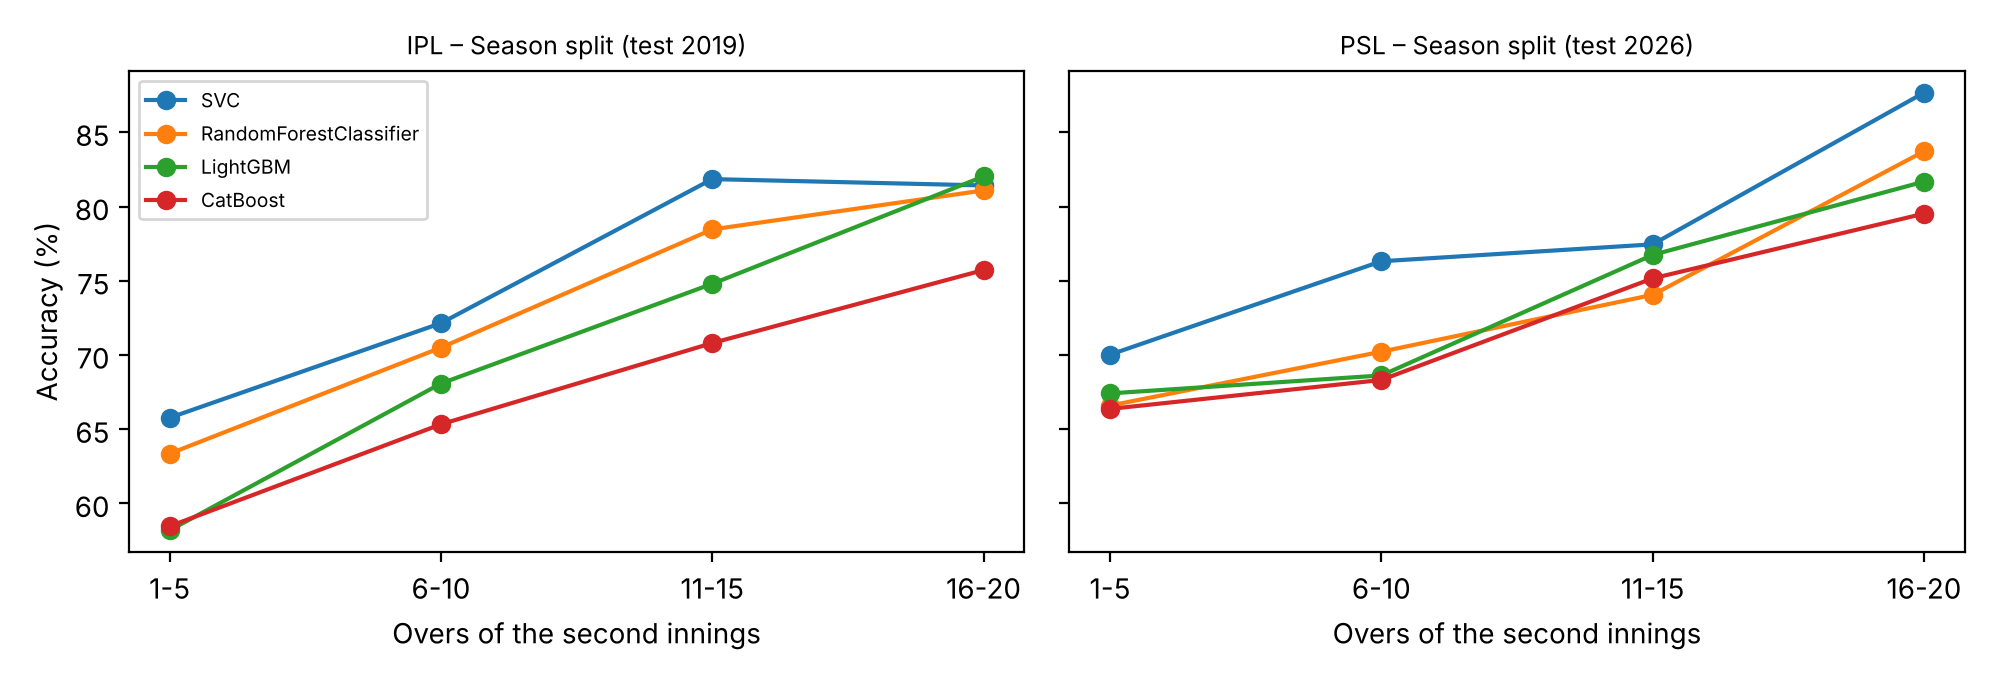 IPL – Season split (test 2019)
SVC
RandomForestClassifier
LightGBM
CatBoost
Accuracy (%)
85
80
75
70
65
60
1-5
6-10
11-15
16-20
Overs of the second innings
PSL – Season split (test 2026)
1-5
6-10
11-15
16-20
Overs of the second innings